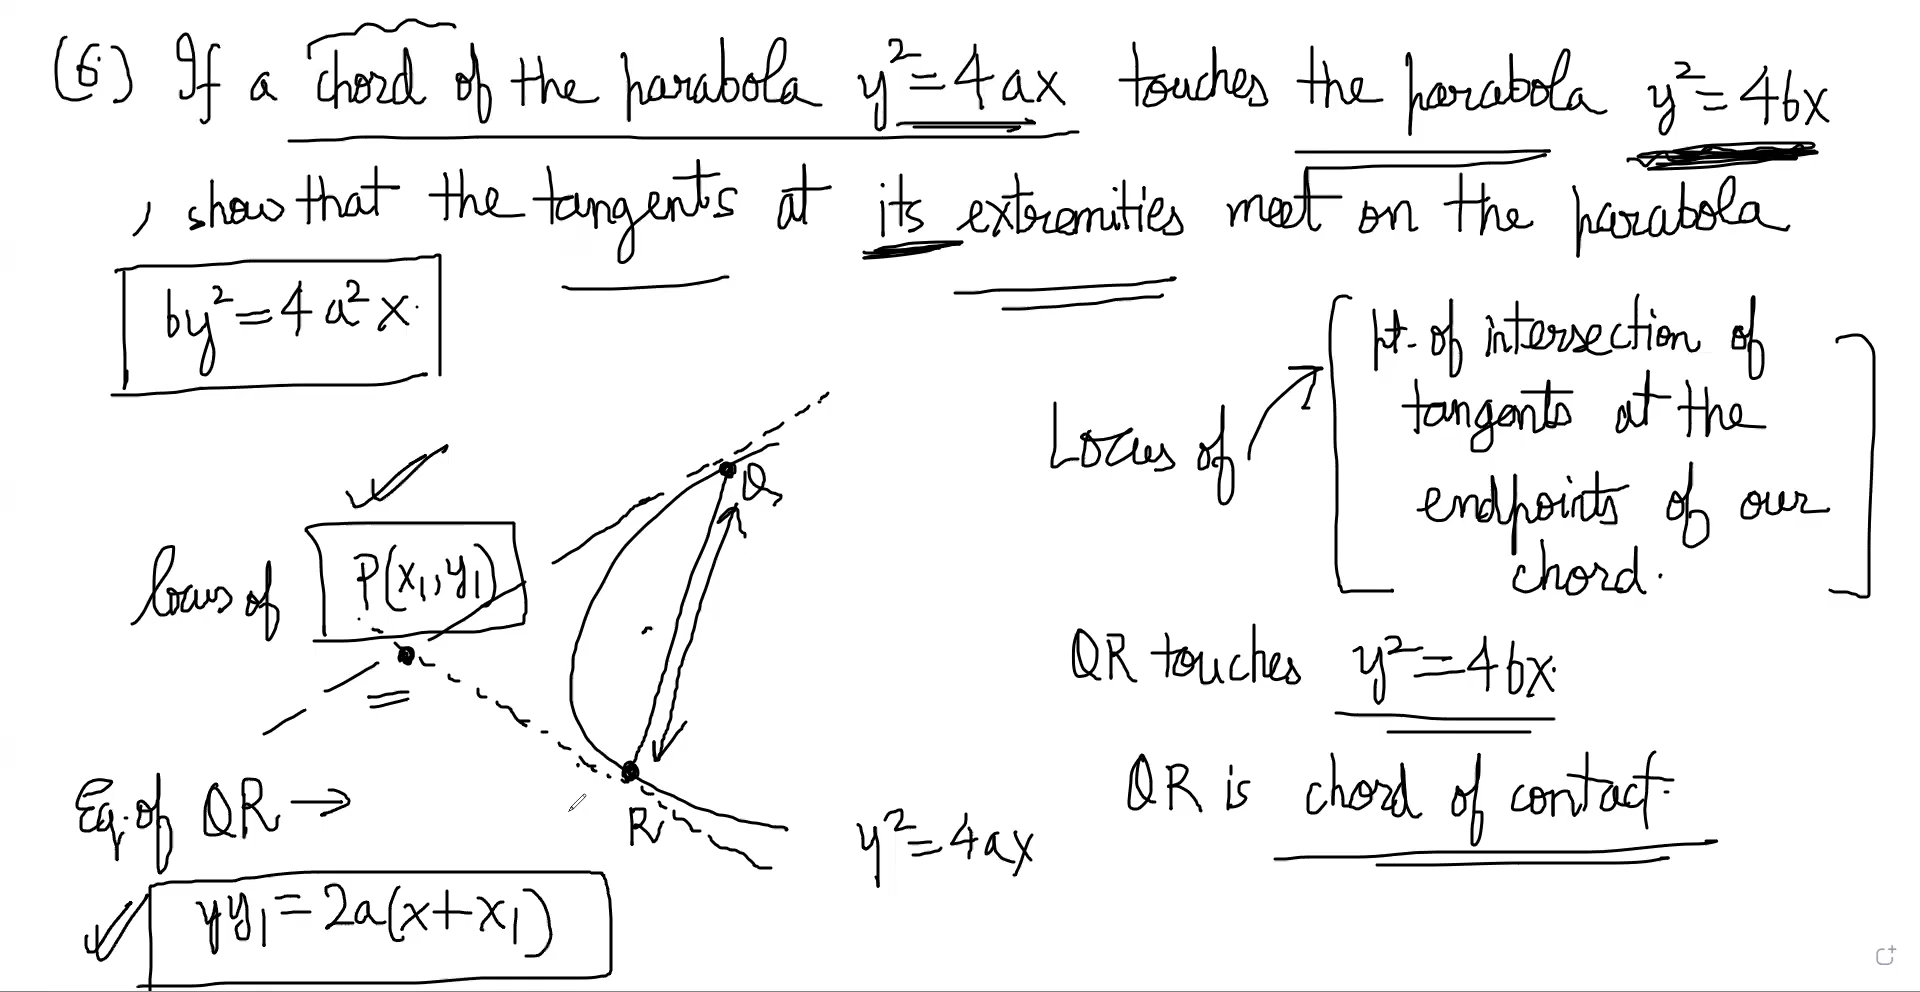 (6.) If a chord of the parabola y² = 4ax touches the parabola y² = 4bx
, show that the tangents at its extremities meet on the parabola
by² = 4a²x.
Locus of
pt. of intersection of
tangents at the
endpoints of our
chord.
Q
locus of P(x₁, y₁)
QR touches y² = 4bx.
Eq. of QR →
R
y² = 4ax
QR is chord of contact.
yy₁ = 2a(x + x₁)